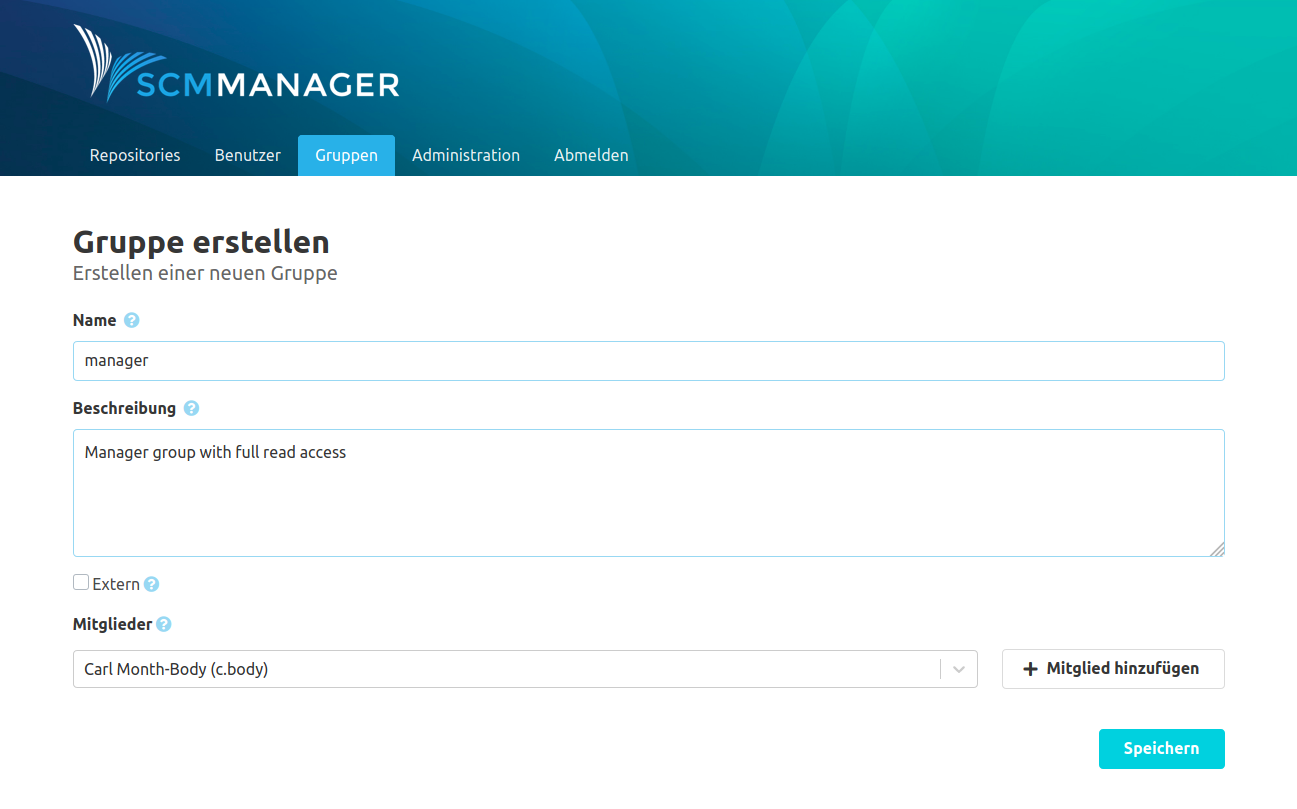 SCMMANAGER
Repositories Benutzer Gruppen Administration Abmelden
Gruppe erstellen
Erstellen einer neuen Gruppe
Name ?
manager
Beschreibung ?
Manager group with full read access
Extern ?
Mitglieder ?
Carl Month-Body (c.body) + Mitglied hinzufügen
Speichern